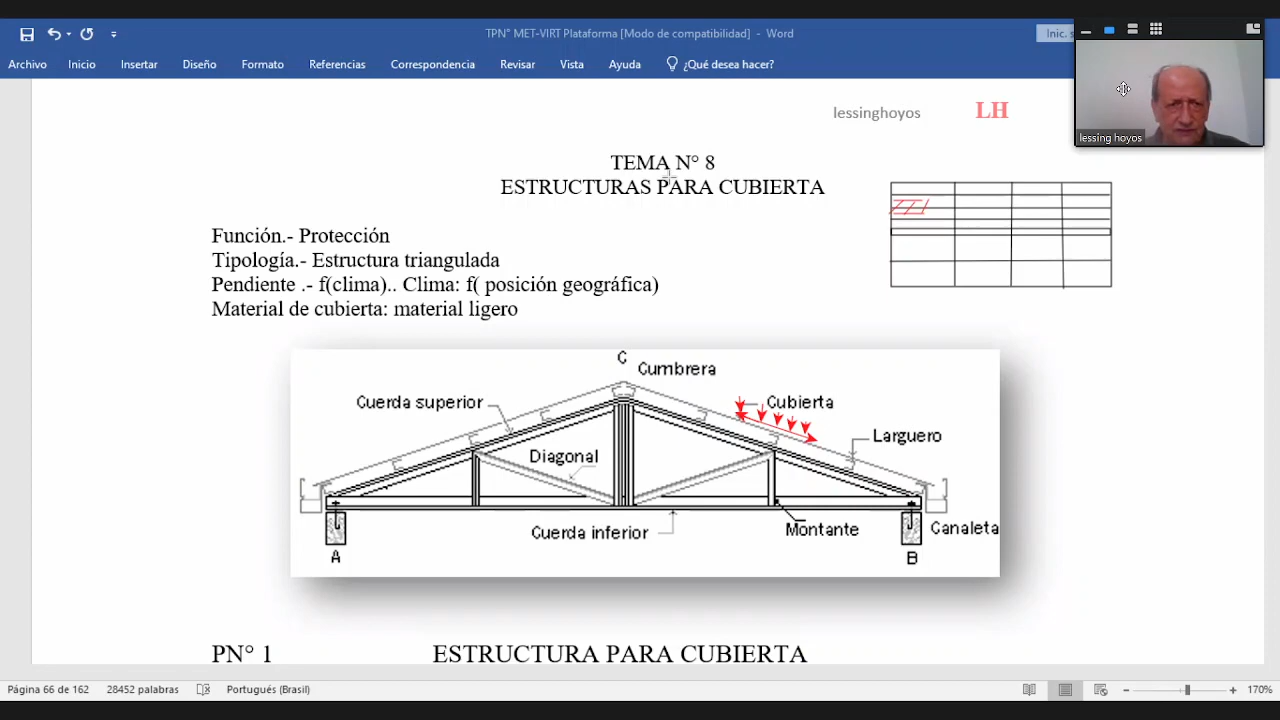 TPN° MET-VIRT Plataforma [Modo de compatibilidad] - Word
Inic. s
Archivo Inicio Insertar Diseño Formato Referencias Correspondencia Revisar Vista Ayuda ¿Qué desea hacer?
lessing hoyos
lessinghoyos LH
TEMA N° 8
ESTRUCTURAS PARA CUBIERTA
Función.- Protección
Tipología.- Estructura triangulada
Pendiente .- f(clima).. Clima: f( posición geográfica)
Material de cubierta: material ligero
C
Cumbrera
Cuerda superior
Cubierta
Larguero
Diagonal
Cuerda inferior
Montante
Canaleta
A
B
PN° 1 ESTRUCTURA PARA CUBIERTA
Página 66 de 162 28452 palabras Portugués (Brasil) 170%